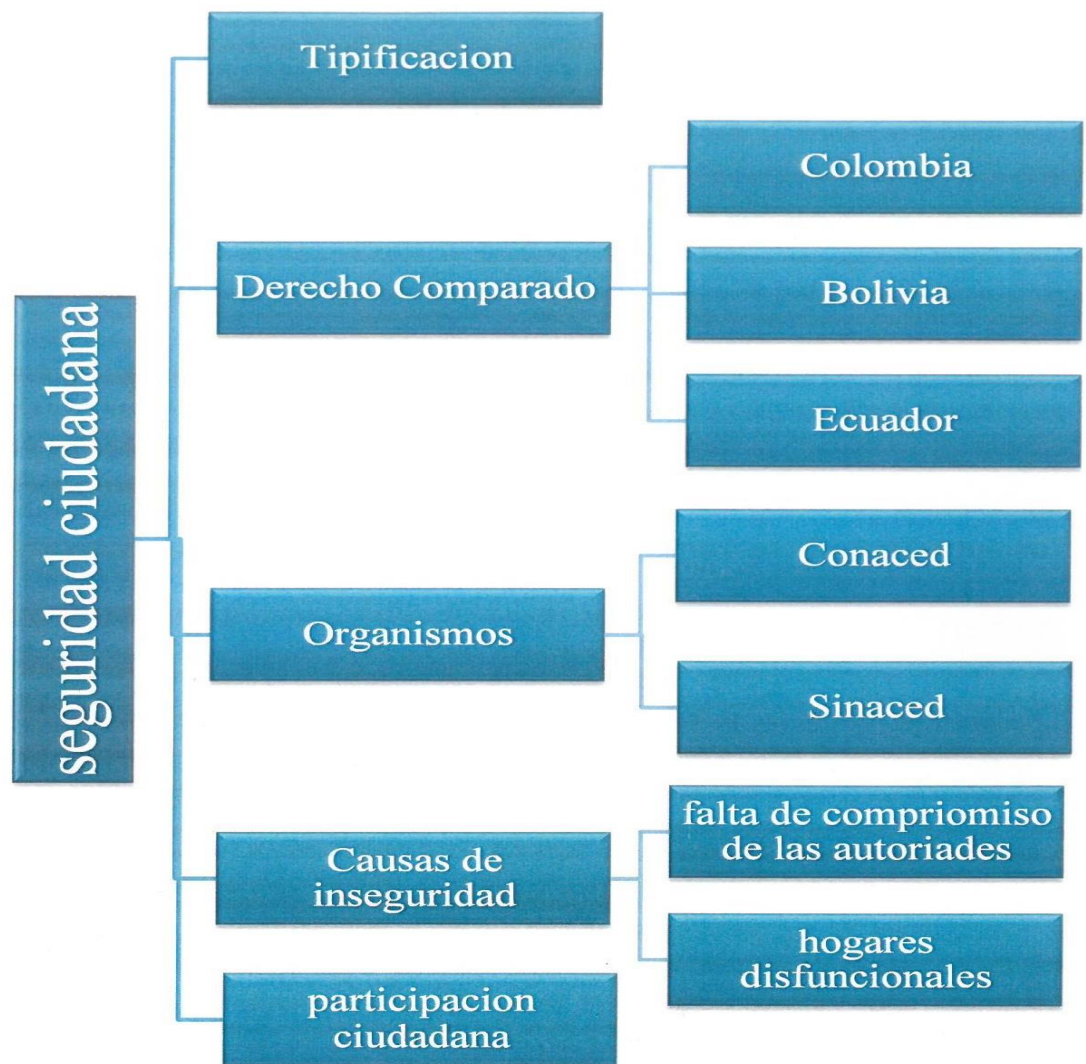 seguridad ciudadana
Tipificacion
Derecho Comparado
Colombia
Bolivia
Ecuador
Organismos
Conaced
Sinaced
Causas de
inseguridad
falta de compriomiso
de las autoriades
hogares
disfuncionales
participacion
ciudadana